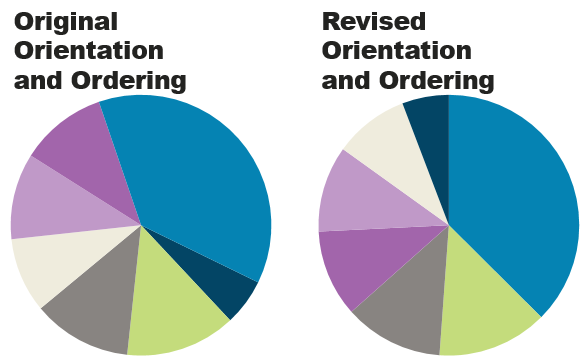 Original
Orientation
and Ordering
Revised
Orientation
and Ordering